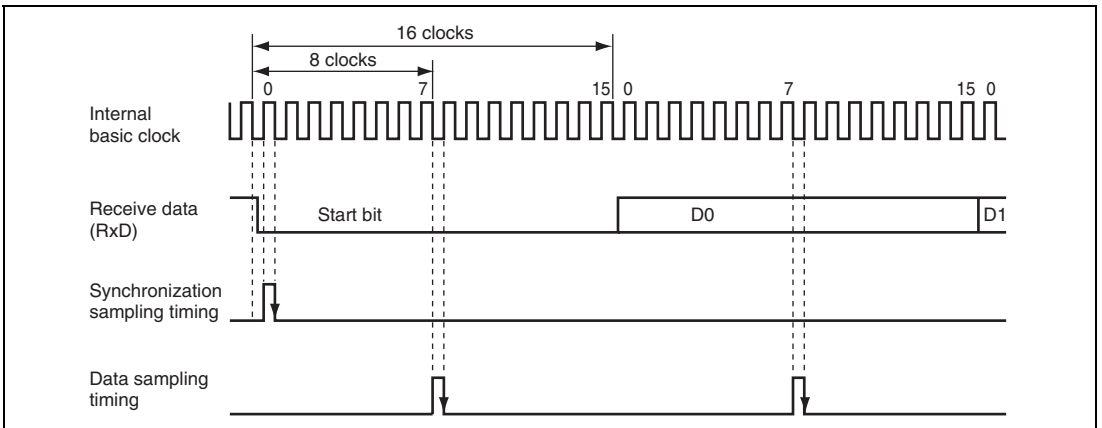 16 clocks
8 clocks
0 7 15 0 7 15 0
Internal
basic clock
Receive data
(RxD)
Start bit D0 D1
Synchronization
sampling timing
Data sampling
timing